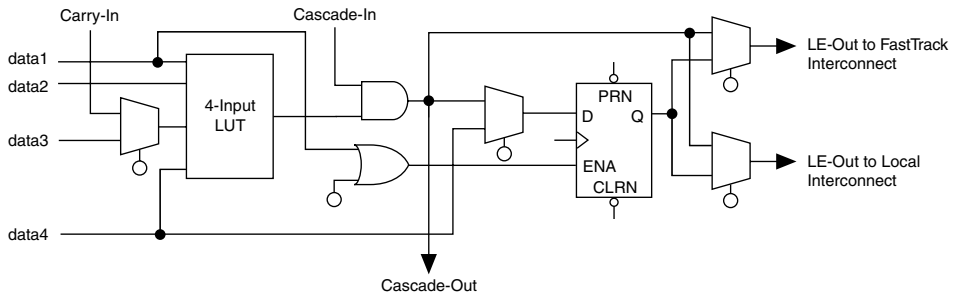 Carry-In
Cascade-In
data1
data2
data3
data4
4-Input
LUT
PRN
D
Q
ENA
CLRN
LE-Out to FastTrack
Interconnect
LE-Out to Local
Interconnect
Cascade-Out